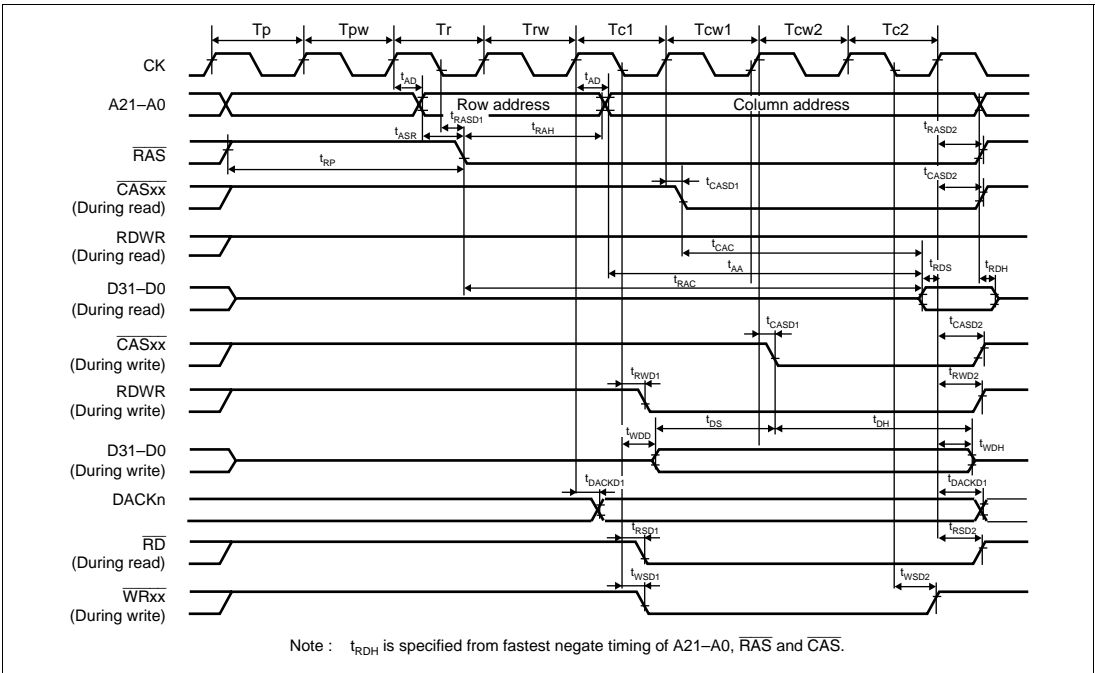 Tp Tpw Tr Trw Tc1 Tcw1 Tcw2 Tc2
CK
tAD tAD
A21–A0 Row address Column address
tRASD1 tRASD2
tASR tRAH
RAS
tRP
tCASD2
CASxx
(During read)
tCASD1
RDWR
(During read)
tCAC
tAA
tRDS tRDH
tRAC
D31–D0
(During read)
tCASD1 tCASD2
CASxx
(During write)
tRWD1 tRWD2
RDWR
(During write)
tDS tDH
tWDD tWDH
D31–D0
(During write)
tDACKD1 tDACKD1
DACKn
tRSD1 tRSD2
RD
(During read)
tWSD1 tWSD2
WRxx
(During write)
Note : tRDH is specified from fastest negate timing of A21–A0, RAS and CAS.